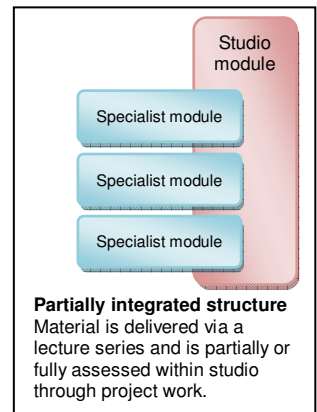 Studio
module
Specialist module
Specialist module
Specialist module
Partially integrated structure
Material is delivered via a
lecture series and is partially or
fully assessed within studio
through project work.